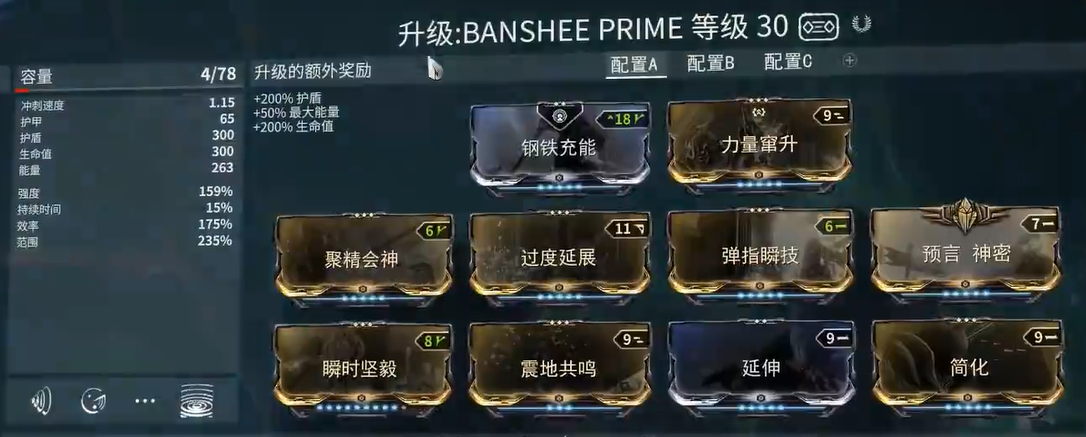 升级:BANSHEE PRIME 等级 30
配置A 配置B 配置C
容量 4/78
冲刺速度 1.15
护甲 65
护盾 300
生命值 300
能量 263
强度 159%
持续时间 15%
效率 175%
范围 235%
升级的额外奖励
+200% 护盾
+50% 最大能量
+200% 生命值
^18
钢铁充能
9
力量窜升
6
聚精会神
11
过度延展
6
弹指瞬技
7
预言 神密
8
瞬时坚毅
9
震地共鸣
9
延伸
9
简化